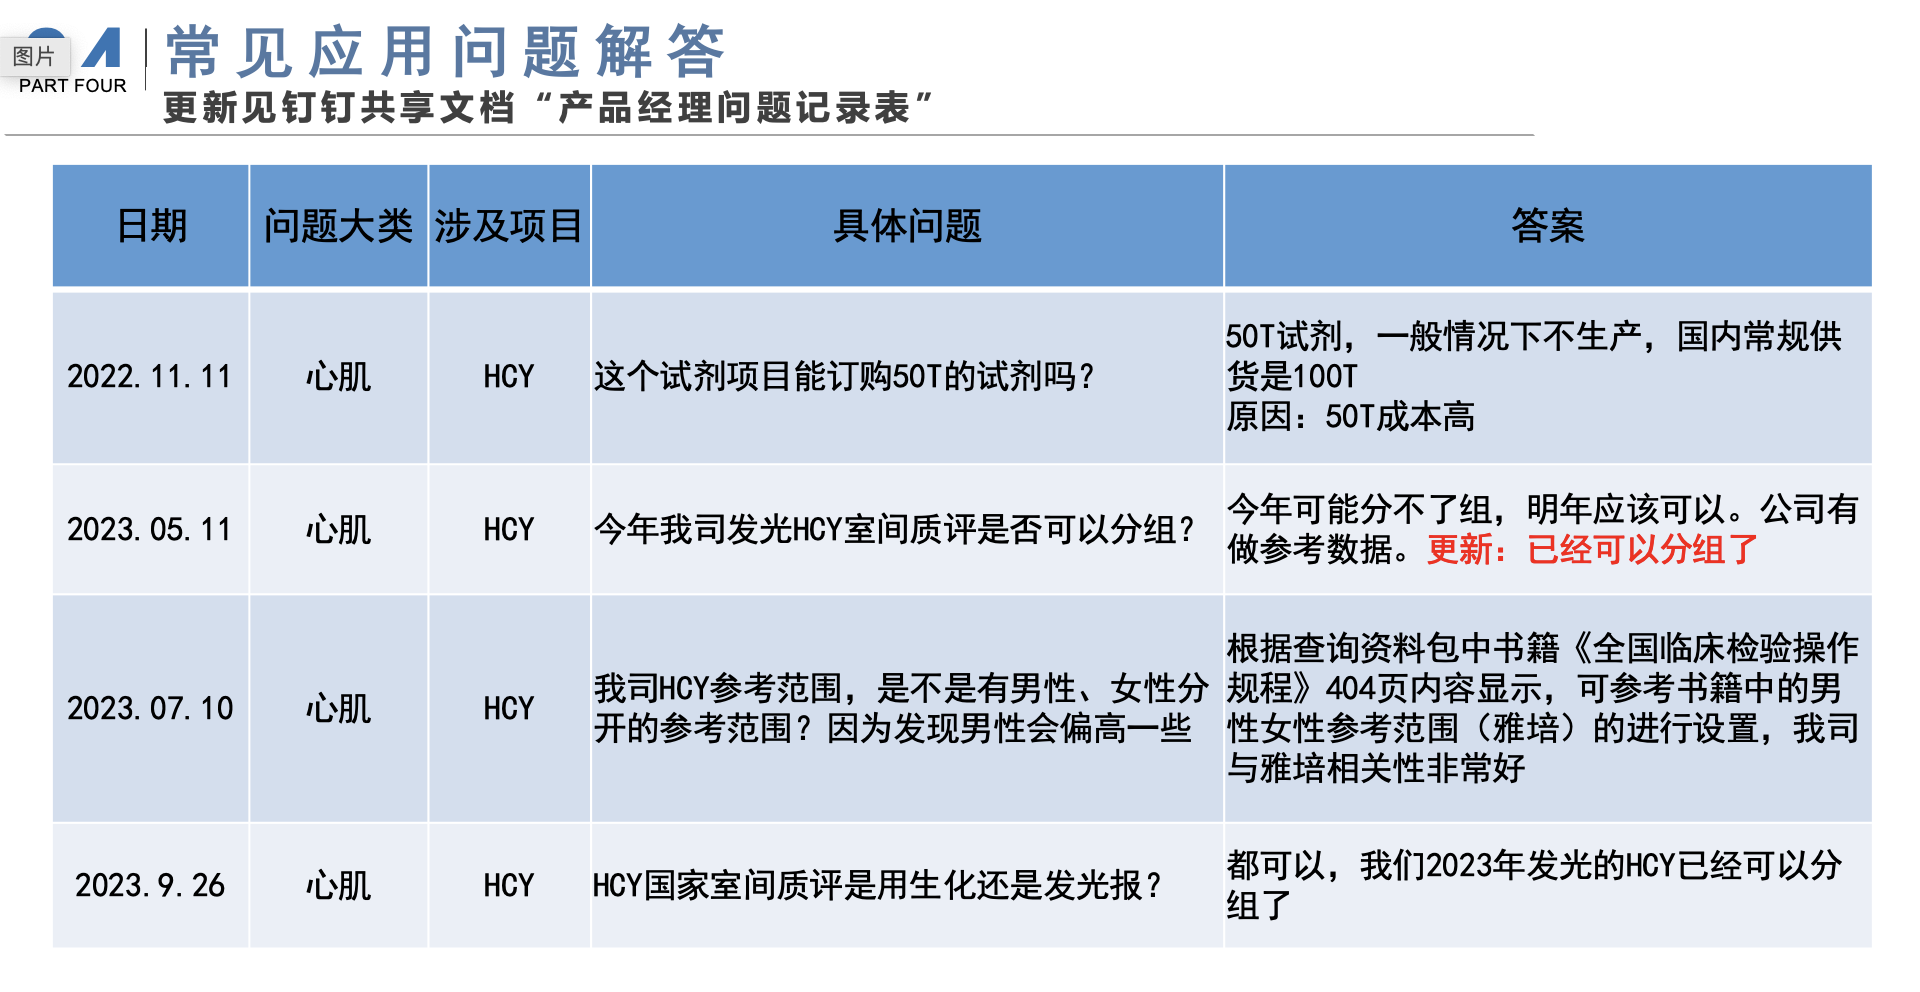 图片
PART FOUR
常见应用问题解答
更新见钉钉共享文档“产品经理问题记录表”
日期 问题大类 涉及项目 具体问题 答案
2022.11.11 心肌 HCY 这个试剂项目能订购50T的试剂吗？
50T试剂，一般情况下不生产，国内常规供
货是100T
原因：50T成本高
2023.05.11 心肌 HCY 今年我司发光HCY室间质评是否可以分组？
今年可能分不了组，明年应该可以。公司有
做参考数据。更新：已经可以分组了
2023.07.10 心肌 HCY
我司HCY参考范围，是不是有男性、女性分
开的参考范围？因为发现男性会偏高一些
根据查询资料包中书籍《全国临床检验操作
规程》404页内容显示，可参考书籍中的男
性女性参考范围（雅培）的进行设置，我司
与雅培相关性非常好
2023.9.26 心肌 HCY HCY国家室间质评是用生化还是发光报？
都可以，我们2023年发光的HCY已经可以分
组了